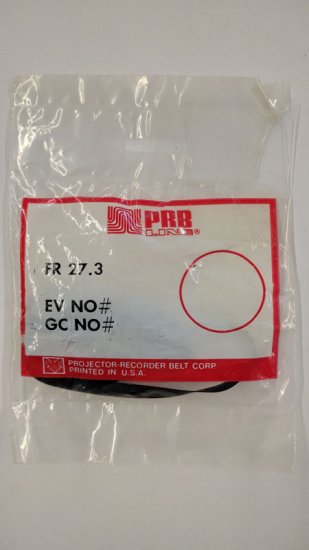 PRB
LINE®
FR 27.3
EV NO#
GC NO#
PROJECTOR-RECORDER BELT CORP.
PRINTED IN U.S.A.